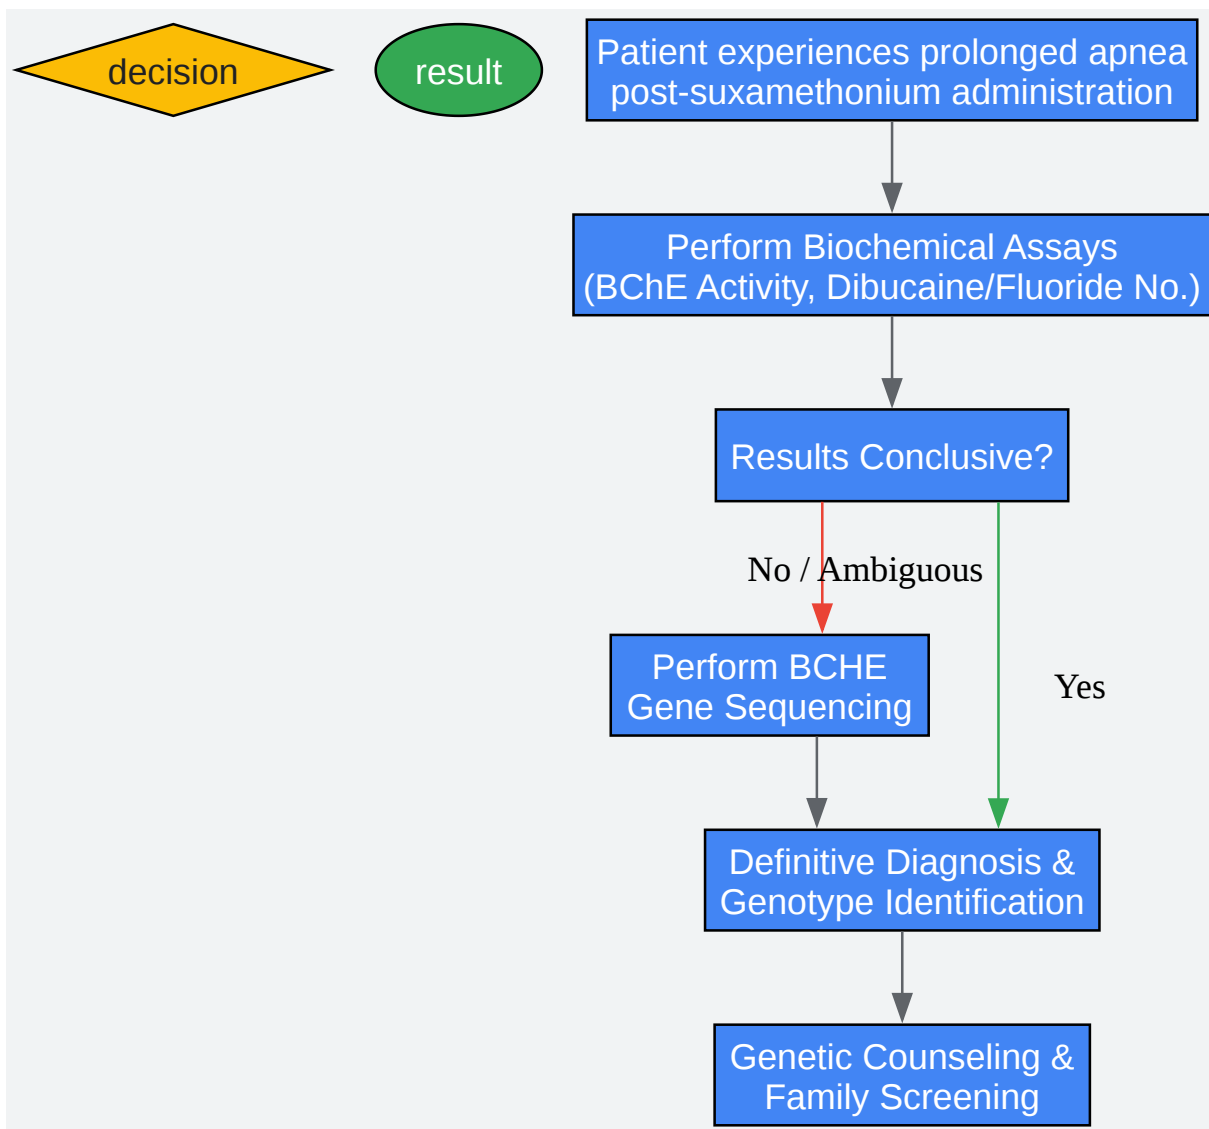 decision
result
Patient experiences prolonged apnea
post-suxamethonium administration
Perform Biochemical Assays
(BChE Activity, Dibucaine/Fluoride No.)
Results Conclusive?
No / Ambiguous
Perform BCHE
Gene Sequencing
Yes
Definitive Diagnosis &
Genotype Identification
Genetic Counseling &
Family Screening